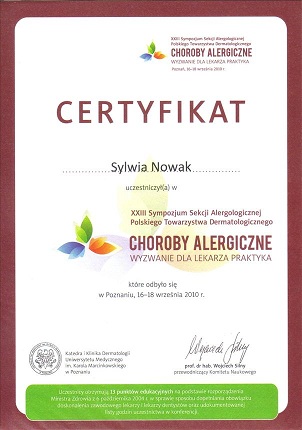 XXIII Sympozjum Sekcji Alergologicznej
Polskiego Towarzystwa Dermatologicznego
CHOROBY ALERGICZNE
WYZWANIE DLA LEKARZA PRAKTYKA
Poznań, 16–18 września 2010 r.
CERTYFIKAT
Sylwia Nowak
uczestniczył(a) w
XXIII Sympozjum Sekcji Alergologicznej
Polskiego Towarzystwa Dermatologicznego
CHOROBY ALERGICZNE
WYZWANIE DLA LEKARZA PRAKTYKA
które odbyło się
w Poznaniu, 16–18 września 2010 r.
Katedra i Klinika Dermatologii
Uniwersytetu Medycznego
im. Karola Marcinkowskiego
w Poznaniu
prof. dr hab. Wojciech Silny
przewodniczący Komitetu Naukowego
Uczestnicy otrzymują 13 punktów edukacyjnych na podstawie rozporządzenia
Ministra Zdrowia z 6 października 2004 r. w sprawie sposobu dopełnienia obowiązku
doskonalenia zawodowego lekarzy i lekarzy dentystów oraz udokumentowanej
listy godzin uczestnictwa w konferencji.